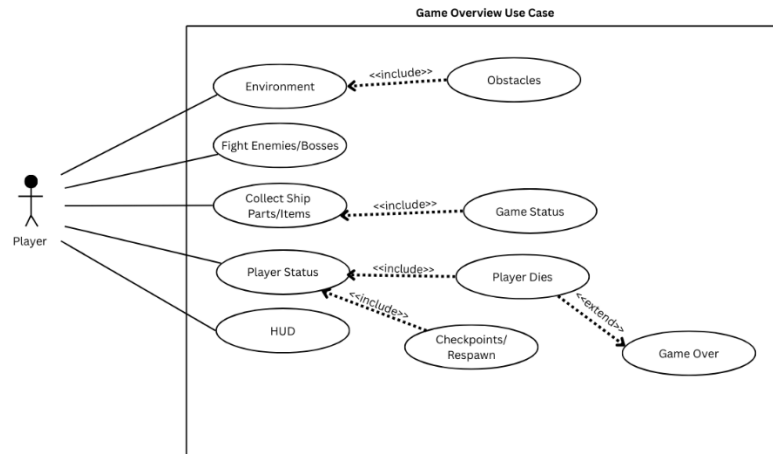 Game Overview Use Case
Environment
<<include>>
Obstacles
Fight Enemies/Bosses
Collect Ship
Parts/Items
<<include>>
Game Status
Player
Player Status
<<include>>
Player Dies
<<include>>
<<extend>>
HUD
Checkpoints/
Respawn
Game Over